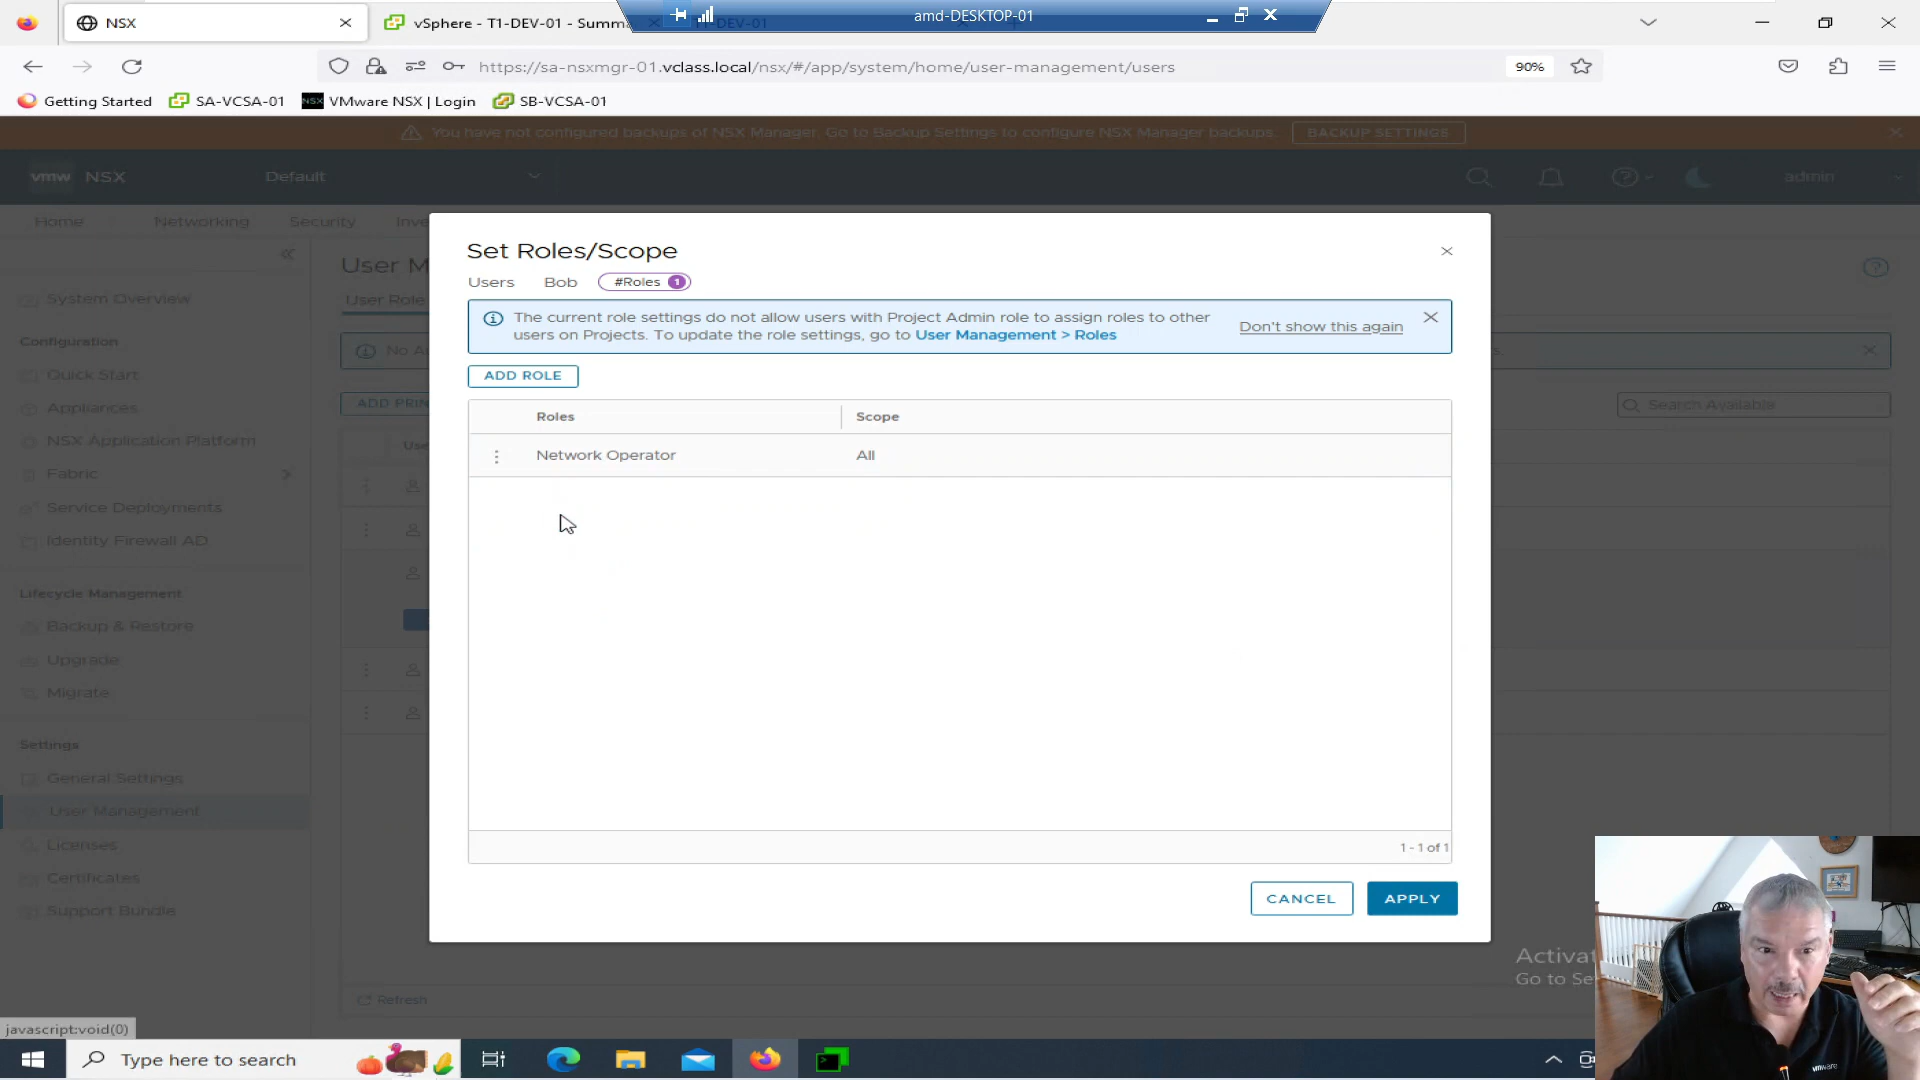 NSX
vSphere - T1-DEV-01 - Summa
T1-DEV-01
amd-DESKTOP-01
https://sa-nsxmgr-01.vclass.local/nsx/#/app/system/home/user-management/users
90%
Getting Started
SA-VCSA-01
VMware NSX | Login
SB-VCSA-01
You have not configured backups of NSX Manager. Go to Backup Settings to configure NSX Manager backups.
BACKUP SETTINGS
vmw NSX
Default
admin
Home
Networking
Security
Inve
User M
User Role
System Overview
Configuration
Quick Start
Appliances
NSX Application Platform
Fabric
Service Deployments
Identity Firewall AD
Lifecycle Management
Backup & Restore
Upgrade
Migrate
Settings
General Settings
User Management
Licenses
Certificates
Support Bundle
No Au
s.
ADD PRIN
Search Available
Use
Set Roles/Scope
Users
Bob
#Roles 1
The current role settings do not allow users with Project Admin role to assign roles to other
users on Projects. To update the role settings, go to User Management > Roles
Don't show this again
ADD ROLE
Roles
Scope
Network Operator
All
1 - 1 of 1
CANCEL
APPLY
Refresh
Activat
Go to Se
javascript:void(0)
Type here to search
vmware